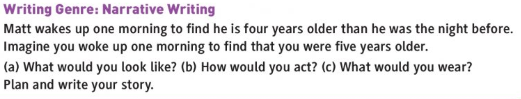 Writing Genre: Narrative Writing
Matt wakes up one morning to find he is four years older than he was the night before.
Imagine you woke up one morning to find that you were five years older.
(a) What would you look like? (b) How would you act? (c) What would you wear?
Plan and write your story.